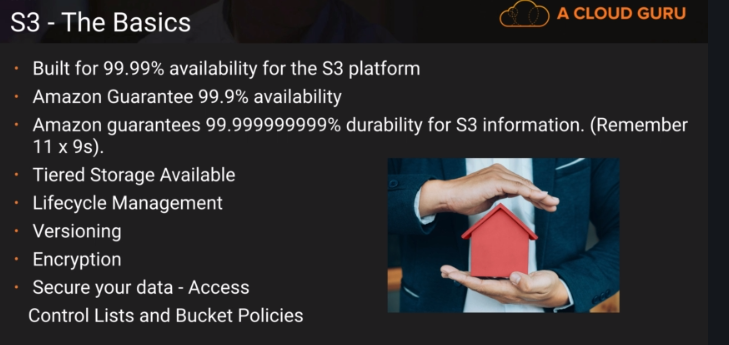 S3 - The Basics
A CLOUD GURU
• Built for 99.99% availability for the S3 platform
• Amazon Guarantee 99.9% availability
• Amazon guarantees 99.999999999% durability for S3 information. (Remember
11 x 9s).
• Tiered Storage Available
• Lifecycle Management
• Versioning
• Encryption
• Secure your data - Access
Control Lists and Bucket Policies